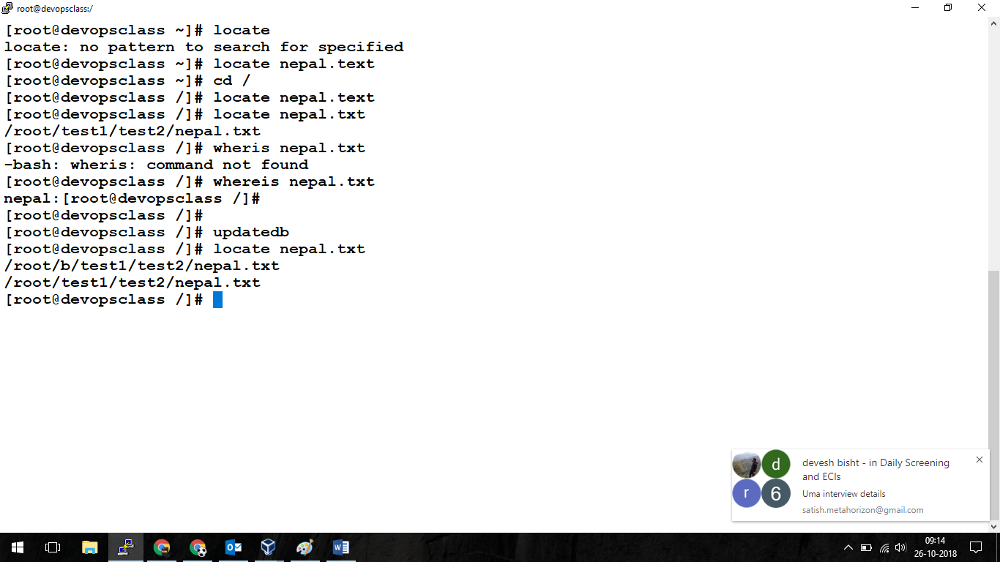 root@devopsclass:/
[root@devopsclass ~]# locate
locate: no pattern to search for specified
[root@devopsclass ~]# locate nepal.text
[root@devopsclass ~]# cd /
[root@devopsclass /]# locate nepal.text
[root@devopsclass /]# locate nepal.txt
/root/test1/test2/nepal.txt
[root@devopsclass /]# wheris nepal.txt
-bash: wheris: command not found
[root@devopsclass /]# whereis nepal.txt
nepal:[root@devopsclass /]#
[root@devopsclass /]#
[root@devopsclass /]# updatedb
[root@devopsclass /]# locate nepal.txt
/root/b/test1/test2/nepal.txt
/root/test1/test2/nepal.txt
[root@devopsclass /]#
d
r
6
devesh bisht - in Daily Screening
and ECIs
Uma interview details
satish.metahorizon@gmail.com
09:14
26-10-2018